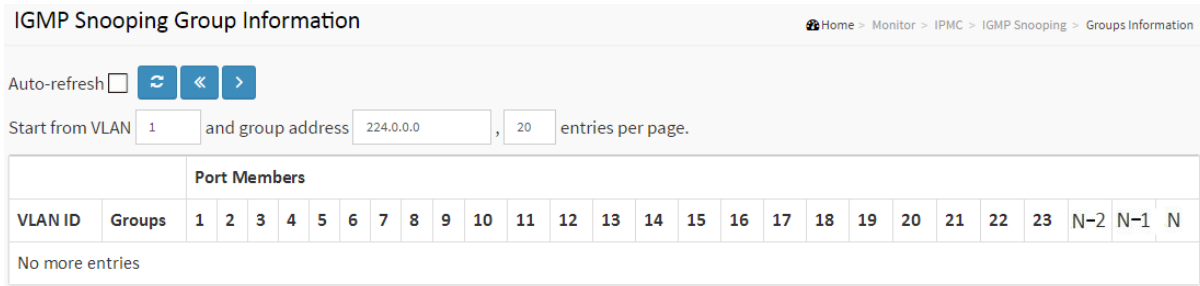 IGMP Snooping Group Information
Home > Monitor > IPMC > IGMP Snooping > Groups Information
Auto-refresh
Start from VLAN 1 and group address 224.0.0.0 , 20 entries per page.
Port Members
VLAN ID Groups 1 2 3 4 5 6 7 8 9 10 11 12 13 14 15 16 17 18 19 20 21 22 23 N-2 N-1 N
No more entries